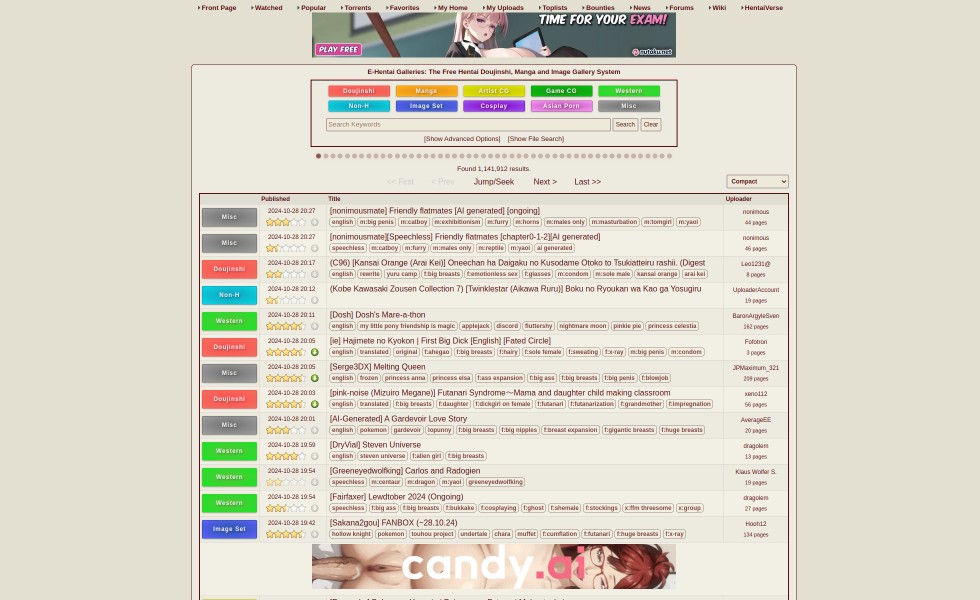 Front Page Watched Popular Torrents Favorites My Home My Uploads Toplists Bounties News Forums Wiki HentaiVerse
TIME FOR YOUR EXAM!
PLAY FREE
nutaku.net
E-Hentai Galleries: The Free Hentai Doujinshi, Manga and Image Gallery System
Doujinshi Manga Artist CG Game CG Western
Non-H Image Set Cosplay Asian Porn Misc
Search Keywords Search Clear
[Show Advanced Options] [Show File Search]
Found 1,141,912 results.
<< First < Prev Jump/Seek Next > Last >> Compact
Published Title Uploader
Misc 2024-10-28 20:27 [nonimousmate] Friendly flatmates [AI generated] [ongoing] nonimous
english m:big penis m:catboy m:exhibitionism m:furry m:horns m:males only m:masturbation m:tomgirl m:yaoi 44 pages
Misc 2024-10-28 20:27 [nonimousmate][Speechless] Friendly flatmates [chapter0-1-2][AI generated] nonimous
speechless m:catboy m:furry m:males only m:reptile m:yaoi ai generated 46 pages
Doujinshi 2024-10-28 20:17 (C96) [Kansai Orange (Arai Kei)] Oneechan ha Daigaku no Kusodame Otoko to Tsukiatteiru rashii. (Digest Leo1231@
english rewrite yuru camp f:big breasts f:emotionless sex f:glasses m:condom m:sole male kansai orange arai kei 8 pages
Non-H 2024-10-28 20:12 (Kobe Kawasaki Zousen Collection 7) [Twinklestar (Aikawa Ruru)] Boku no Ryoukan wa Kao ga Yosugiru UploaderAccount
19 pages
Western 2024-10-28 20:11 [Dosh] Dosh's Mare-a-thon BaronArgyleSven
english my little pony friendship is magic applejack discord fluttershy nightmare moon pinkie pie princess celestia 162 pages
Doujinshi 2024-10-28 20:05 [ie] Hajimete no Kyokon | First Big Dick [English] [Fated Circle] Fofotron
english translated original f:ahegao f:big breasts f:hairy f:sole female f:sweating f:x-ray m:big penis m:condom 3 pages
Misc 2024-10-28 20:05 [Serge3DX] Melting Queen JPMaximum_321
english frozen princess anna princess elsa f:ass expansion f:big ass f:big breasts f:big penis f:blowjob 209 pages
Doujinshi 2024-10-28 20:03 [pink-noise (Mizuiro Megane)] Futanari Syndrome～Mama and daughter child making classroom xeno112
english translated f:big breasts f:daughter f:dickgirl on female f:futanari f:futanarization f:grandmother f:impregnation 56 pages
Misc 2024-10-28 20:01 [AI-Generated] A Gardevoir Love Story AverageEE
english pokemon gardevoir lopunny f:big breasts f:big nipples f:breast expansion f:gigantic breasts f:huge breasts 20 pages
Western 2024-10-28 19:59 [DryVial] Steven Universe dragolem
english steven universe f:alien girl f:big breasts 13 pages
Western 2024-10-28 19:54 [Greeneyedwolfking] Carlos and Radogien Klaus Wolfer S.
speechless m:centaur m:dragon m:yaoi greeneyedwolfking 19 pages
Western 2024-10-28 19:54 [Fairfaxer] Lewdtober 2024 (Ongoing) dragolem
speechless f:big ass f:big breasts f:bukkake f:cosplaying f:ghost f:shemale f:stockings x:ffm threesome x:group 27 pages
Image Set 2024-10-28 19:42 [Sakana2gou] FANBOX (~28.10.24) Hooh12
hollow knight pokemon touhou project undertale chara muffet f:cumflation f:futanari f:huge breasts f:x-ray 134 pages
candy.ai